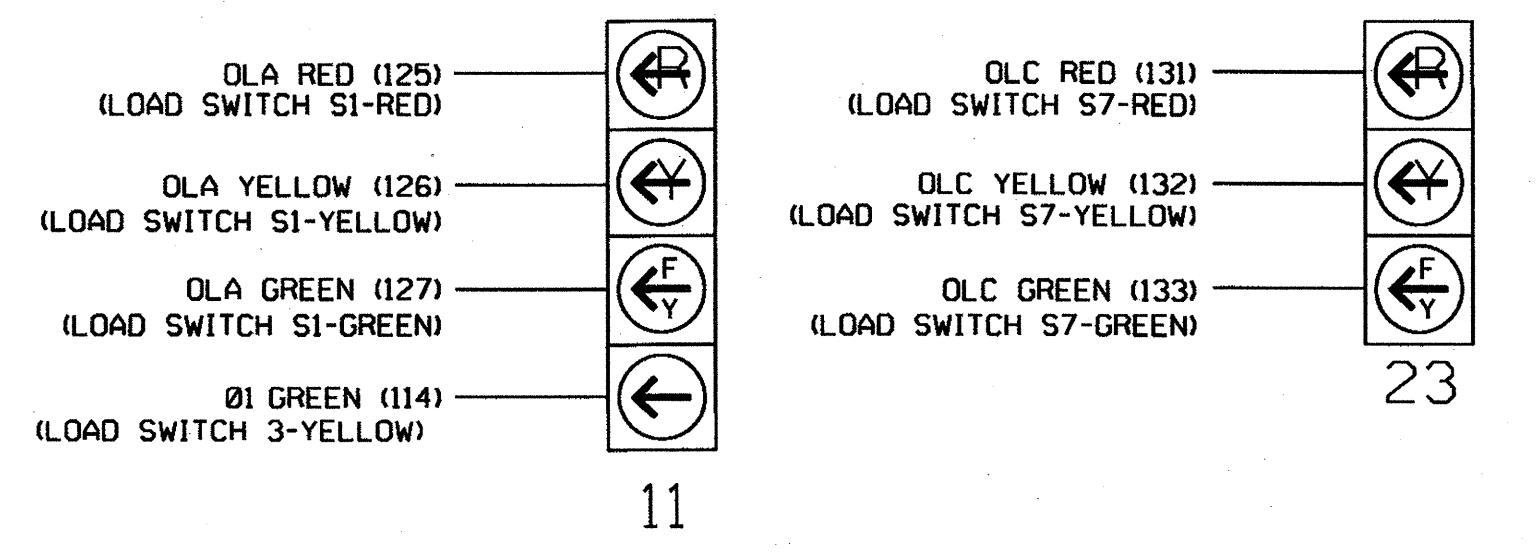 OLA RED (125)
(LOAD SWITCH S1-RED)
OLA YELLOW (126)
(LOAD SWITCH S1-YELLOW)
OLA GREEN (127)
(LOAD SWITCH S1-GREEN)
Ø1 GREEN (114)
(LOAD SWITCH 3-YELLOW)
R
Y
F
Y
11
OLC RED (131)
(LOAD SWITCH S7-RED)
OLC YELLOW (132)
(LOAD SWITCH S7-YELLOW)
OLC GREEN (133)
(LOAD SWITCH S7-GREEN)
R
Y
F
Y
23